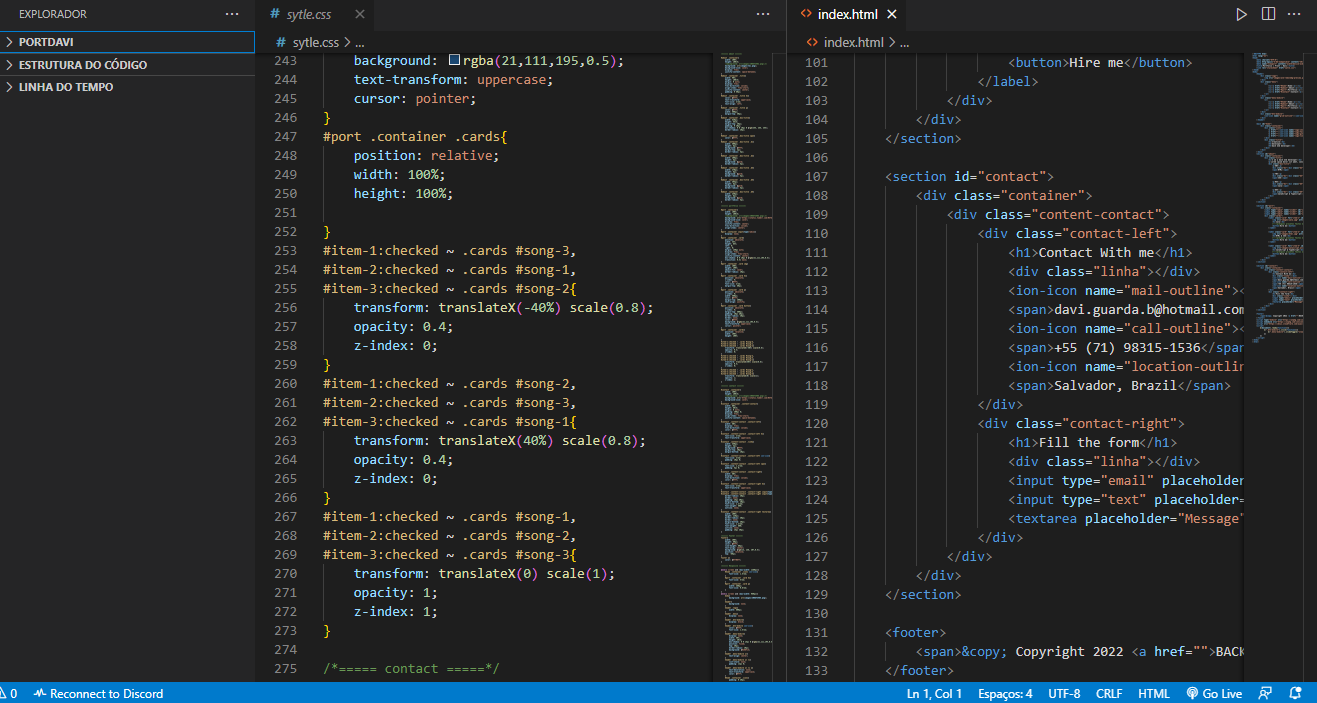 EXPLORADOR ···
PORTDAVI
ESTRUTURA DO CÓDIGO
LINHA DO TEMPO
# sytle.css ×
···
# sytle.css > ...
243 background: rgba(21,111,195,0.5);
244 text-transform: uppercase;
245 cursor: pointer;
246 }
247 #port .container .cards{
248 position: relative;
249 width: 100%;
250 height: 100%;
251
252 }
253 #item-1:checked ~ .cards #song-3,
254 #item-2:checked ~ .cards #song-1,
255 #item-3:checked ~ .cards #song-2{
256 transform: translateX(-40%) scale(0.8);
257 opacity: 0.4;
258 z-index: 0;
259 }
260 #item-1:checked ~ .cards #song-2,
261 #item-2:checked ~ .cards #song-3,
262 #item-3:checked ~ .cards #song-1{
263 transform: translateX(40%) scale(0.8);
264 opacity: 0.4;
265 z-index: 0;
266 }
267 #item-1:checked ~ .cards #song-1,
268 #item-2:checked ~ .cards #song-2,
269 #item-3:checked ~ .cards #song-3{
270 transform: translateX(0) scale(1);
271 opacity: 1;
272 z-index: 1;
273 }
274
275 /*===== contact =====*/
<> index.html ×
···
<> index.html > ...
101 <button>Hire me</button>
102 </label>
103 </div>
104 </div>
105 </section>
106
107 <section id="contact">
108 <div class="container">
109 <div class="content-contact">
110 <div class="contact-left">
111 <h1>Contact With me</h1>
112 <div class="linha"></div>
113 <ion-icon name="mail-outline"><
114 <span>davi.guarda.b@hotmail.com
115 <ion-icon name="call-outline"><
116 <span>+55 (71) 98315-1536</span
117 <ion-icon name="location-outlin
118 <span>Salvador, Brazil</span>
119 </div>
120 <div class="contact-right">
121 <h1>Fill the form</h1>
122 <div class="linha"></div>
123 <input type="email" placeholder
124 <input type="text" placeholder=
125 <textarea placeholder="Message"
126 </div>
127 </div>
128 </div>
129 </section>
130
131 <footer>
132 <span>&copy; Copyright 2022 <a href="">BACK
133 </footer>
0 Reconnect to Discord
Ln 1, Col 1 Espaços: 4 UTF-8 CRLF HTML Go Live